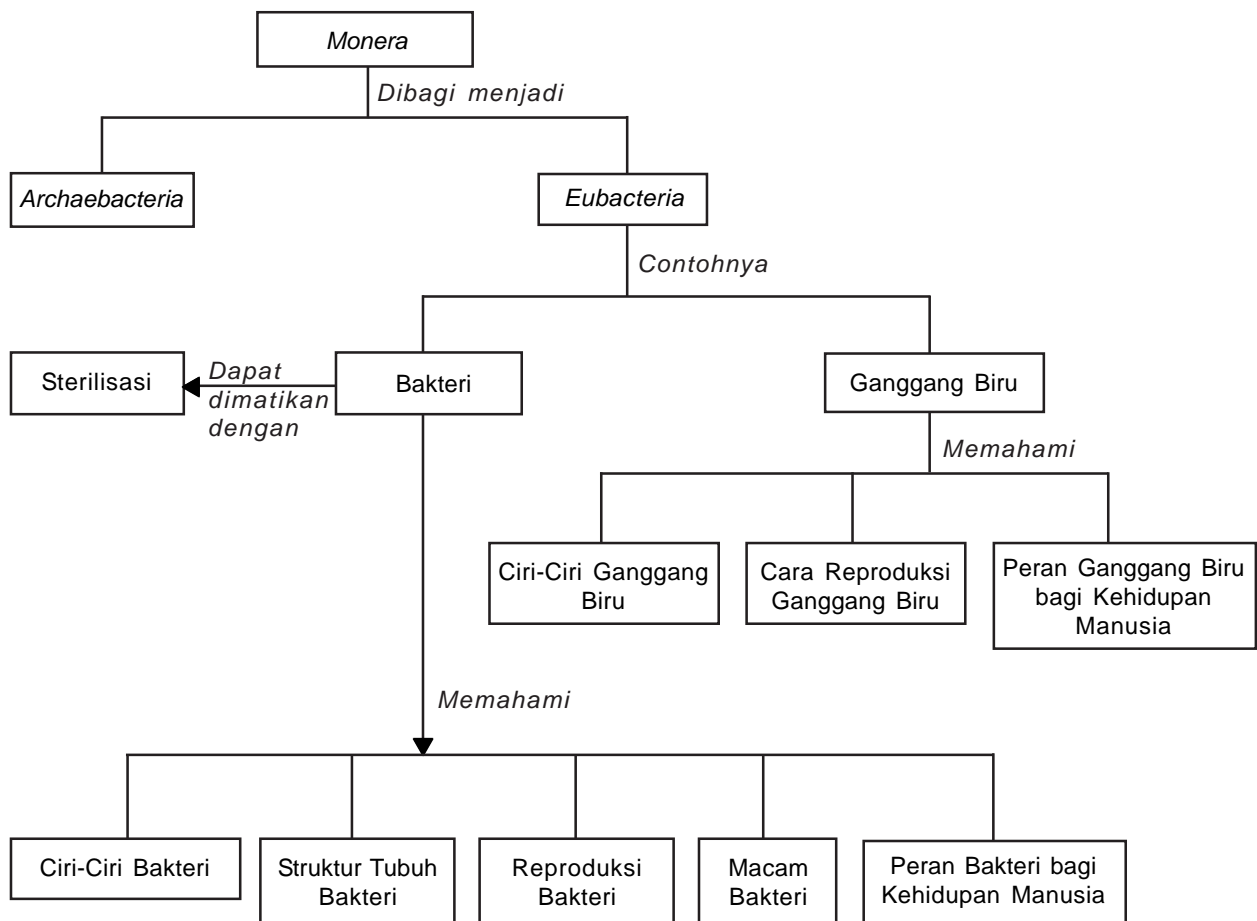 Monera
Dibagi menjadi
Archaebacteria
Eubacteria
Contohnya
Sterilisasi
Dapat
dimatikan
dengan
Bakteri
Ganggang Biru
Memahami
Ciri-Ciri Ganggang
Biru
Cara Reproduksi
Ganggang Biru
Peran Ganggang Biru
bagi Kehidupan
Manusia
Memahami
Ciri-Ciri Bakteri
Struktur Tubuh
Bakteri
Reproduksi
Bakteri
Macam
Bakteri
Peran Bakteri bagi
Kehidupan Manusia